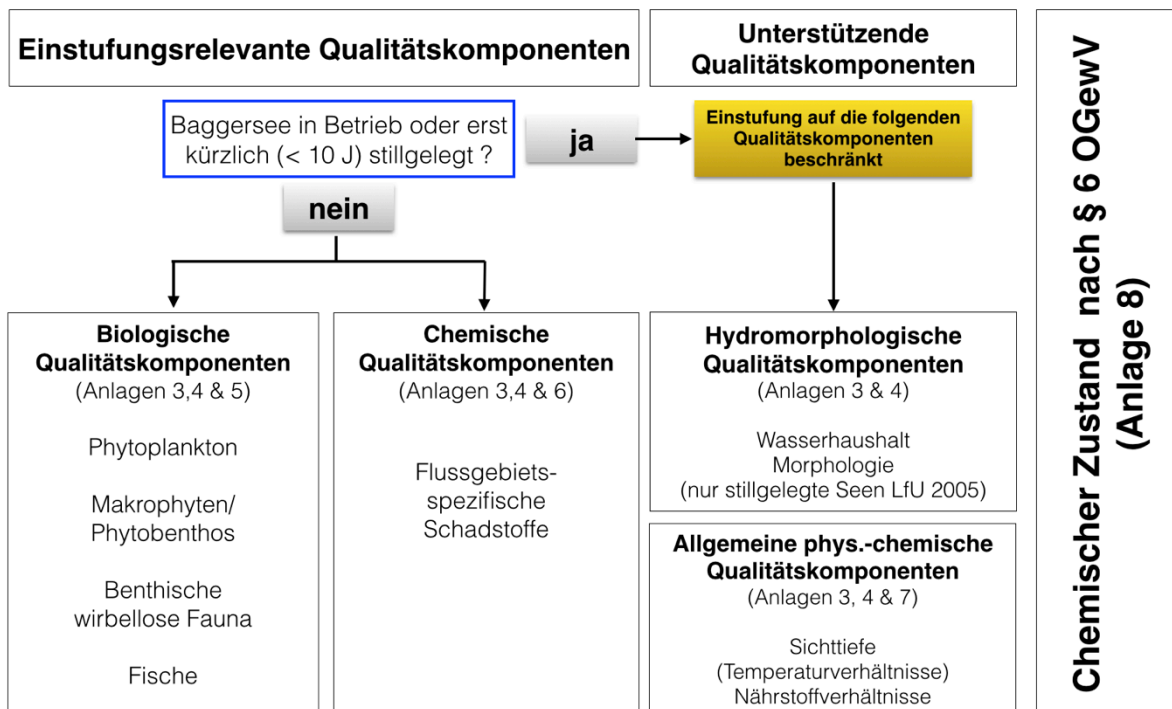 Einstufungsrelevante Qualitätskomponenten
Unterstützende
Qualitätskomponenten
Baggersee in Betrieb oder erst
kürzlich (< 10 J) stillgelegt ?
ja
Einstufung auf die folgenden
Qualitätskomponenten
beschränkt
nein
Biologische
Qualitätskomponenten
(Anlagen 3,4 & 5)
Phytoplankton
Makrophyten/
Phytobenthos
Benthische
wirbellose Fauna
Fische
Chemische
Qualitätskomponenten
(Anlagen 3,4 & 6)
Flussgebiets-
spezifische
Schadstoffe
Hydromorphologische
Qualitätskomponenten
(Anlagen 3 & 4)
Wasserhaushalt
Morphologie
(nur stillgelegte Seen LfU 2005)
Allgemeine phys.-chemische
Qualitätskomponenten
(Anlagen 3, 4 & 7)
Sichttiefe
(Temperaturverhältnisse)
Nährstoffverhältnisse
Chemischer Zustand nach § 6 OGewV
(Anlage 8)